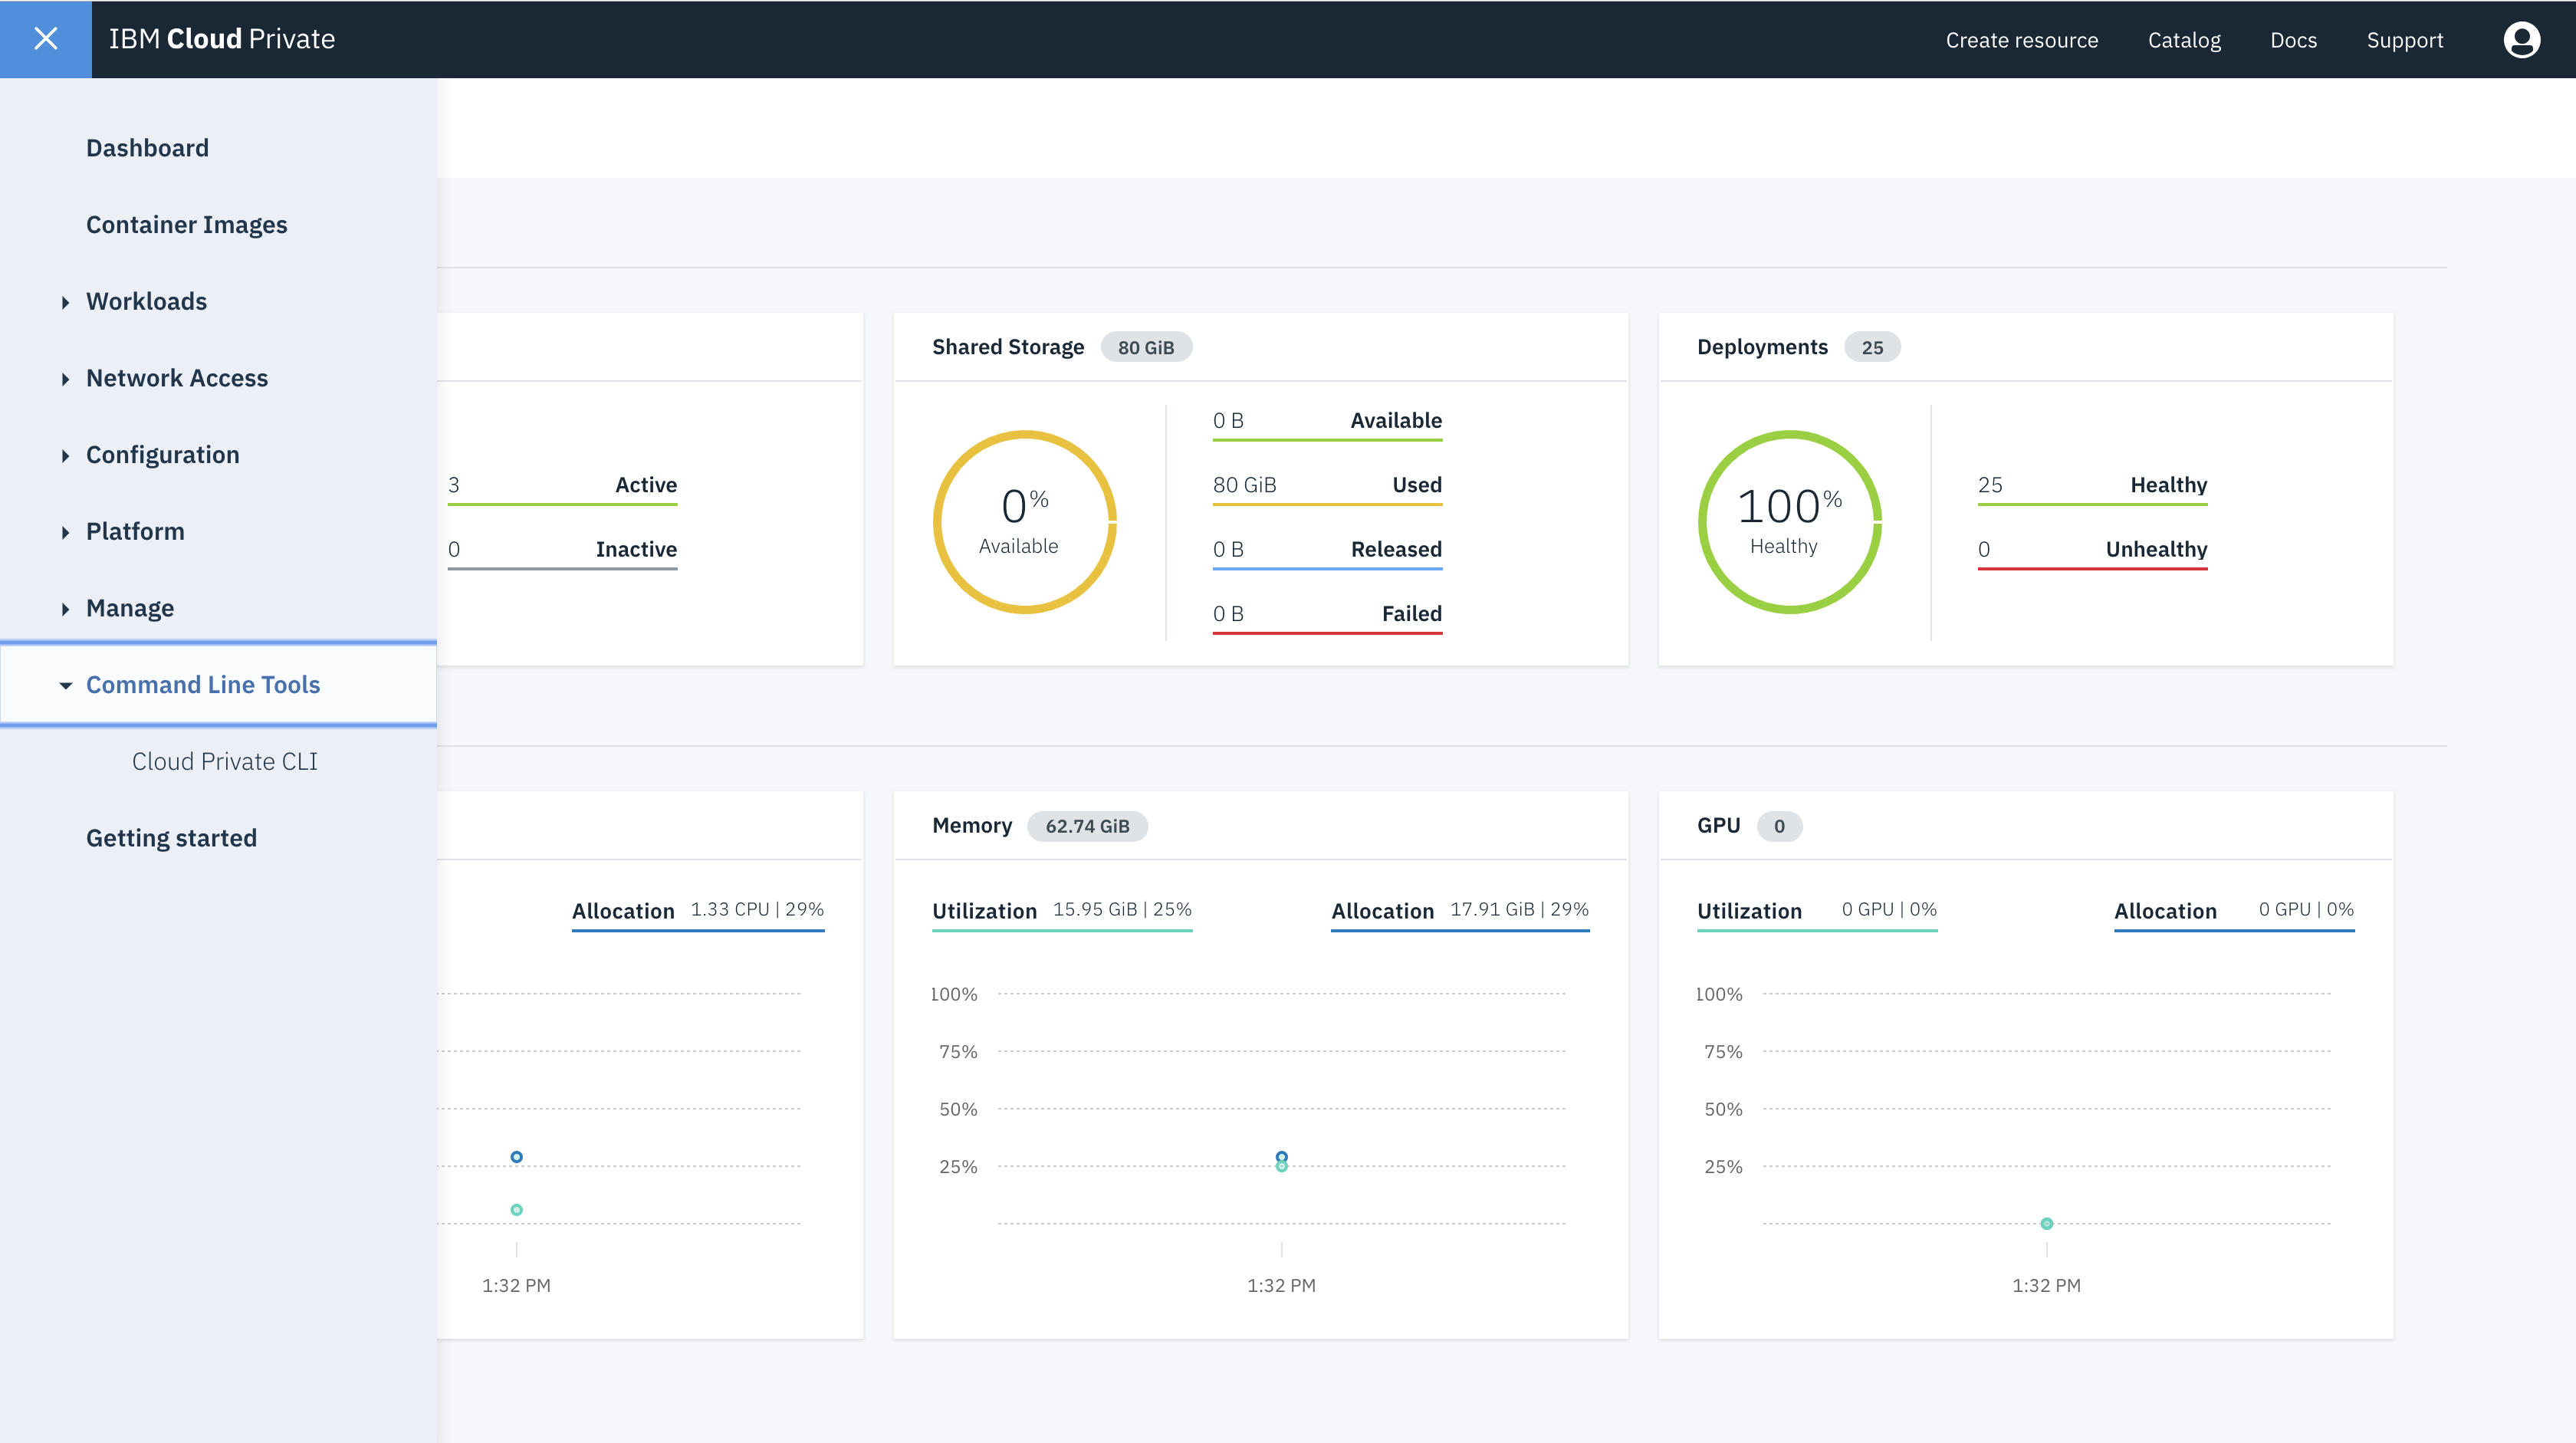 IBM Cloud Private
Create resource
Catalog
Docs
Support
Dashboard
Container Images
Workloads
Network Access
Configuration
Platform
Manage
Command Line Tools
Cloud Private CLI
Getting started
3 Active
0 Inactive
Shared Storage 80 GiB
0%
Available
0 B Available
80 GiB Used
0 B Released
0 B Failed
Deployments 25
100%
Healthy
25 Healthy
0 Unhealthy
Allocation 1.33 CPU | 29%
1:32 PM
Memory 62.74 GiB
Utilization 15.95 GiB | 25%
Allocation 17.91 GiB | 29%
100%
75%
50%
25%
1:32 PM
GPU 0
Utilization 0 GPU | 0%
Allocation 0 GPU | 0%
100%
75%
50%
25%
1:32 PM